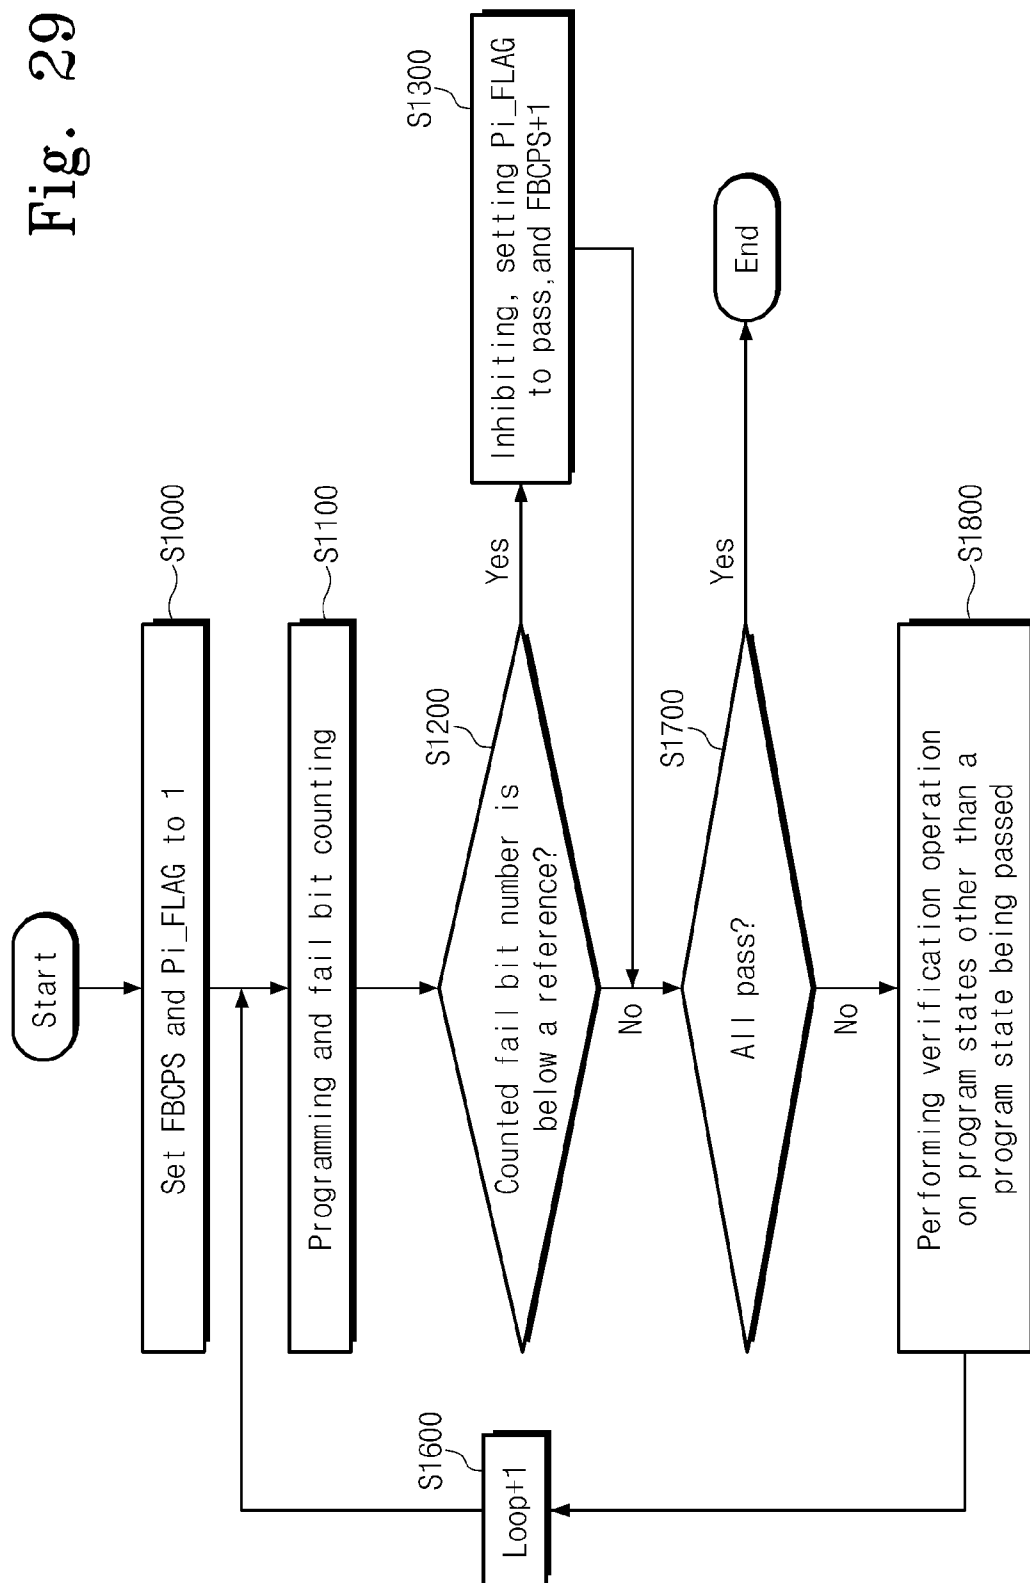 Fig. 29
Start
Set FBCPS and Pi_FLAG to 1
S1000
Programming and fail bit counting
S1100
Counted fail bit number is
below a reference?
S1200
Yes
No
Inhibiting, setting Pi_FLAG
to pass,and FBCPS+1
S1300
All pass?
S1700
Yes
No
End
Performing verification operation
on program states other than a
program state being passed
S1800
Loop+1
S1600